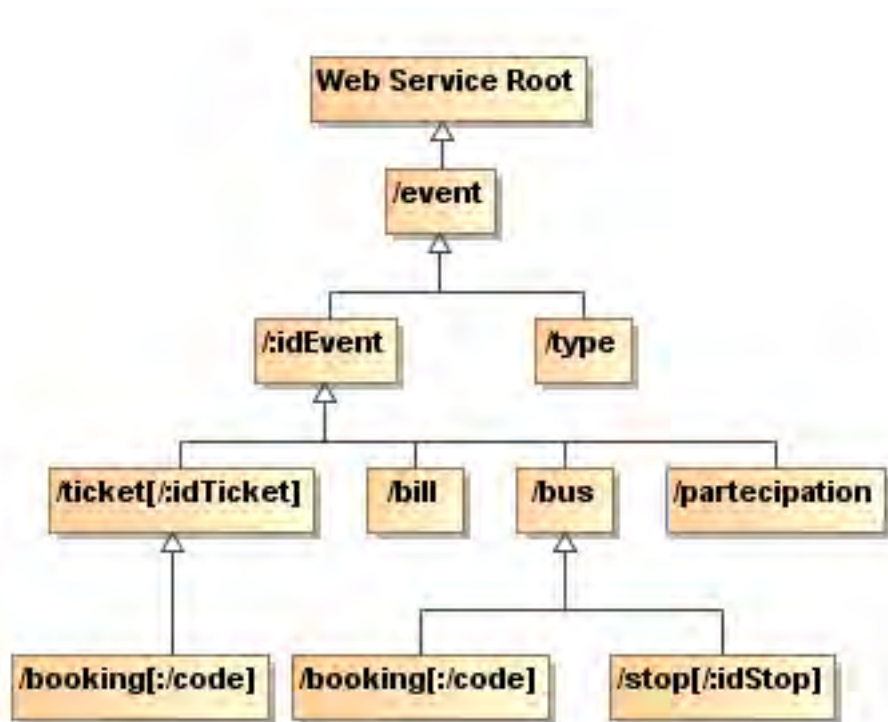 Web Service Root
/event
/:idEvent
/type
/ticket[/:idTicket]
/bill
/bus
/partecipation
/booking[:/code]
/booking[:/code]
/stop[/:idStop]